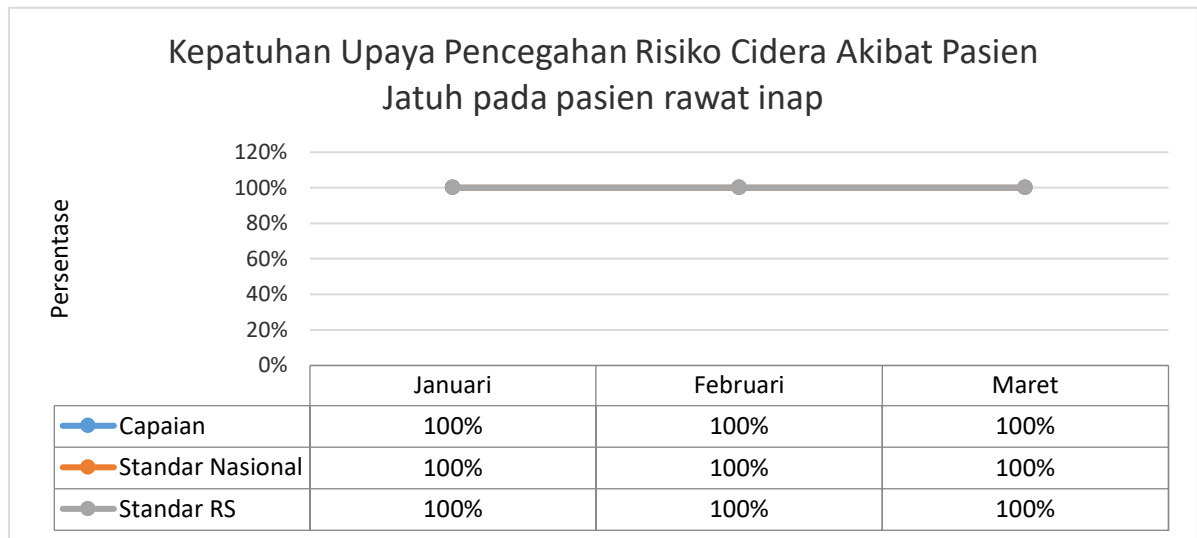 Kepatuhan Upaya Pencegahan Risiko Cidera Akibat Pasien
Jatuh pada pasien rawat inap
Persentase
120%
100%
80%
60%
40%
20%
0%
Januari Februari Maret
Capaian 100% 100% 100%
Standar Nasional 100% 100% 100%
Standar RS 100% 100% 100%